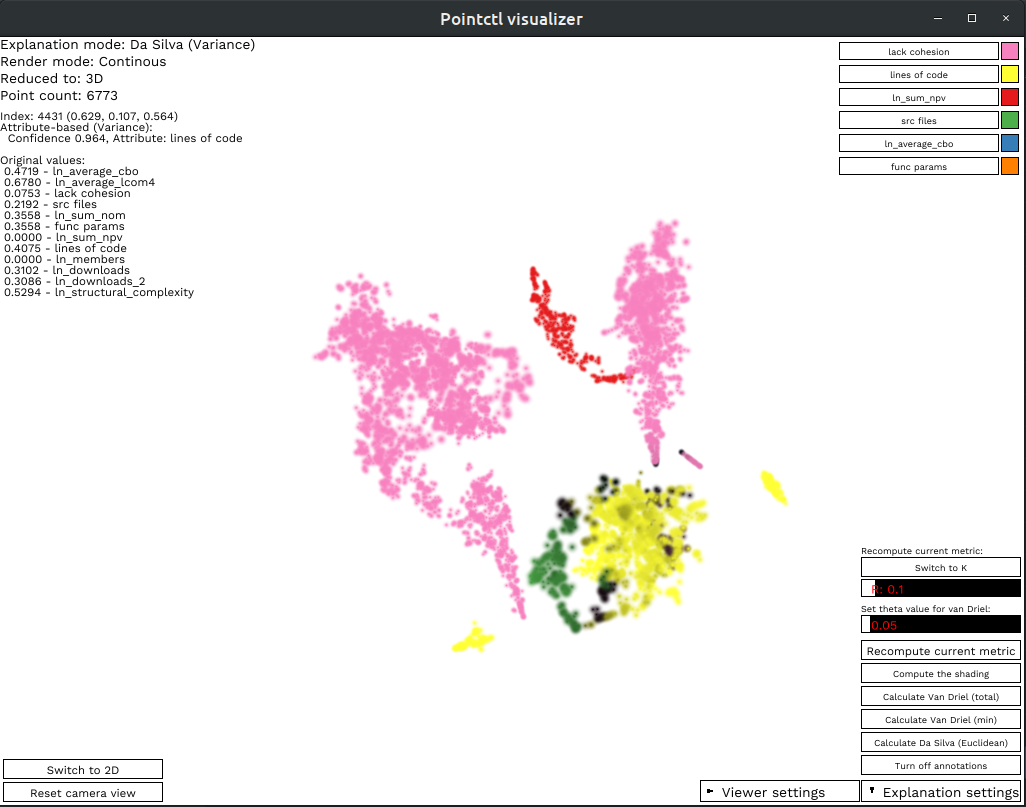 Pointctl visualizer
Explanation mode: Da Silva (Variance)
Render mode: Continous
Reduced to: 3D
Point count: 6773
Index: 4431 (0.629, 0.107, 0.564)
Attribute-based (Variance):
Confidence 0.964, Attribute: lines of code
Original values:
0.4719 - ln_average_cbo
0.6780 - ln_average_lcom4
0.0753 - lack cohesion
0.2192 - src files
0.3558 - ln_sum_nom
0.3558 - func params
0.0000 - ln_sum_npv
0.4075 - lines of code
0.0000 - ln_members
0.3102 - ln_downloads
0.3086 - ln_downloads_2
0.5294 - ln_structural_complexity
lack cohesion
lines of code
ln_sum_npv
src files
ln_average_cbo
func params
Recompute current metric:
Switch to K
R: 0.1
Set theta value for van Driel:
0.05
Recompute current metric
Compute the shading
Calculate Van Driel (total)
Calculate Van Driel (min)
Calculate Da Silva (Euclidean)
Turn off annotations
Switch to 2D
Reset camera view
Viewer settings
Explanation settings